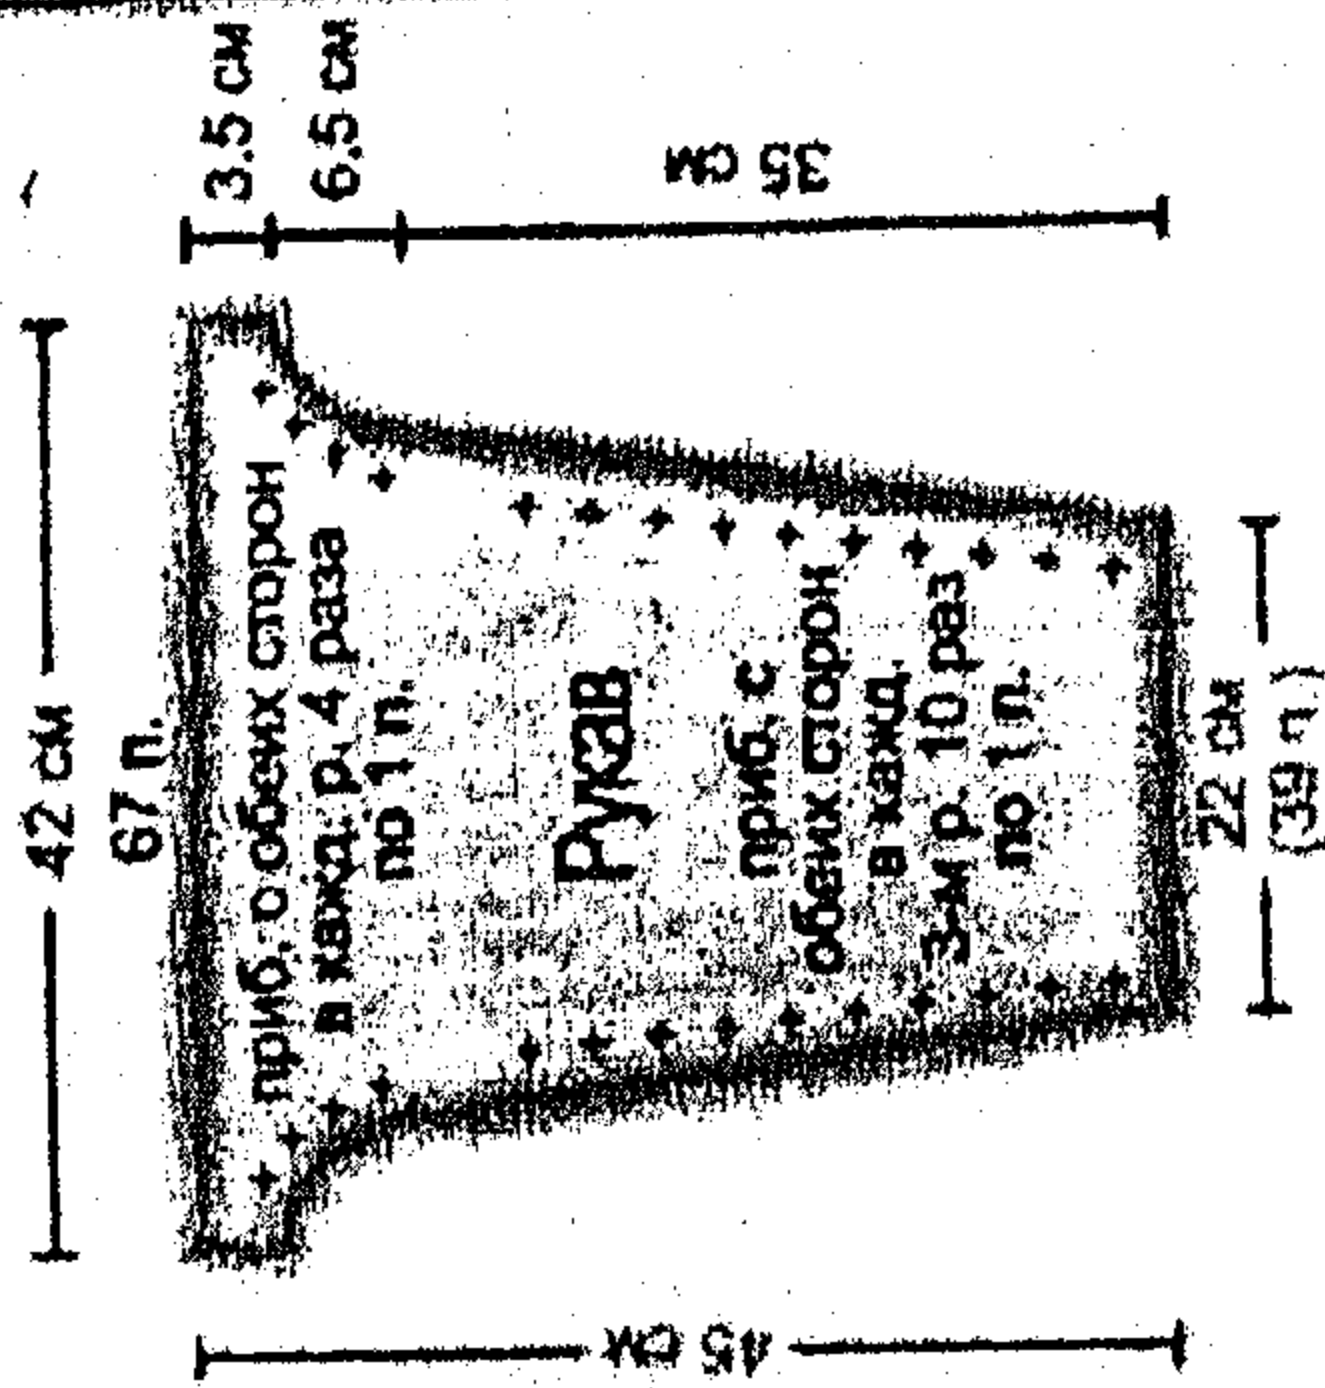 42 см
67 п.
3.5 см
6.5 см
35 см
приб. с обеих сторон
в кажд. р. 4 раза
по 1 п.
Рукав
приб. с
обеих сторон
в кажд.
3-м р. 10 раз
по 1 п.
22 см
(39 п.)
45 см